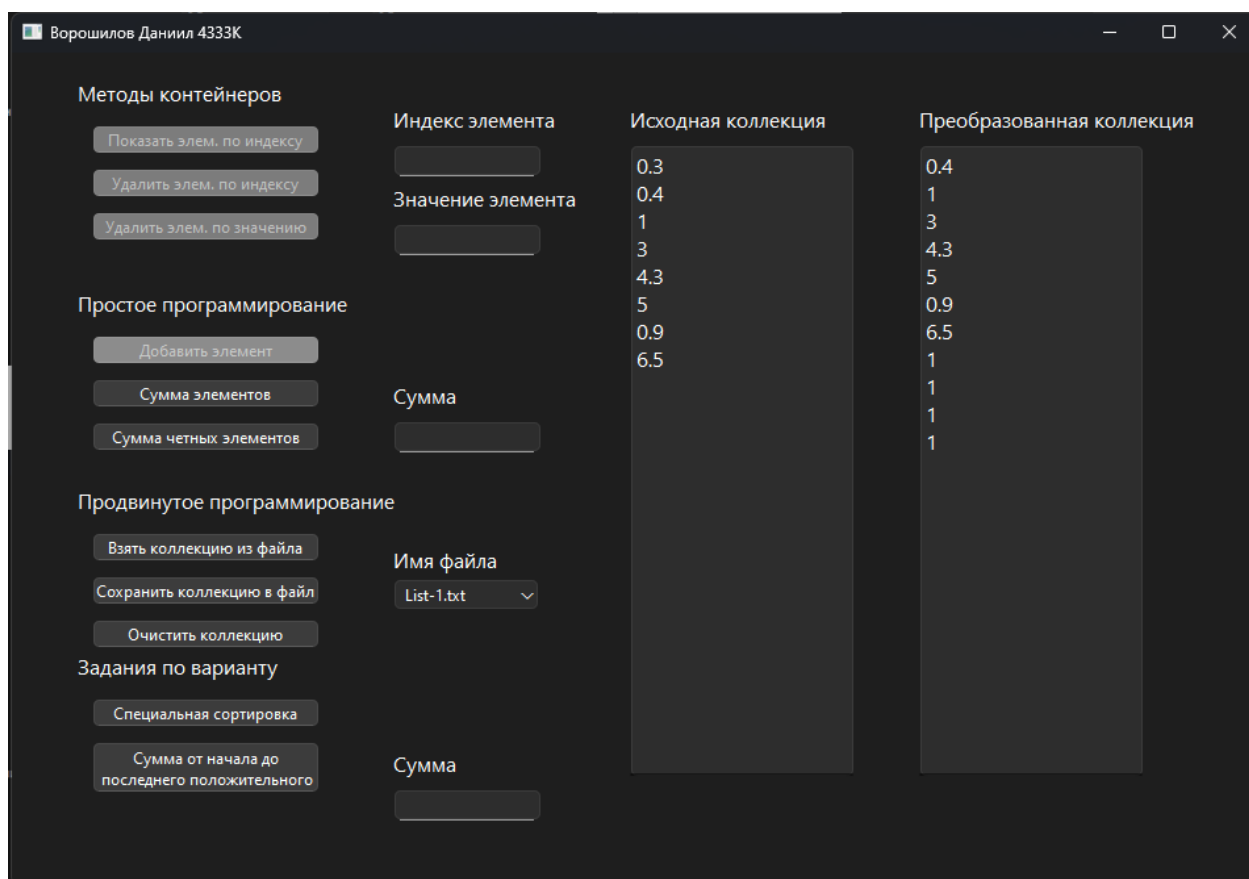 Ворошилов Даниил 4333К
Методы контейнеров
Показать элем. по индексу
Удалить элем. по индексу
Удалить элем. по значению
Индекс элемента
Значение элемента
Простое программирование
Добавить элемент
Сумма элементов
Сумма четных элементов
Сумма
Продвинутое программирование
Взять коллекцию из файла
Сохранить коллекцию в файл
Очистить коллекцию
Имя файла
List-1.txt
Задания по варианту
Специальная сортировка
Сумма от начала до
последнего положительного
Сумма
Исходная коллекция
0.3
0.4
1
3
4.3
5
0.9
6.5
Преобразованная коллекция
0.4
1
3
4.3
5
0.9
6.5
1
1
1
1